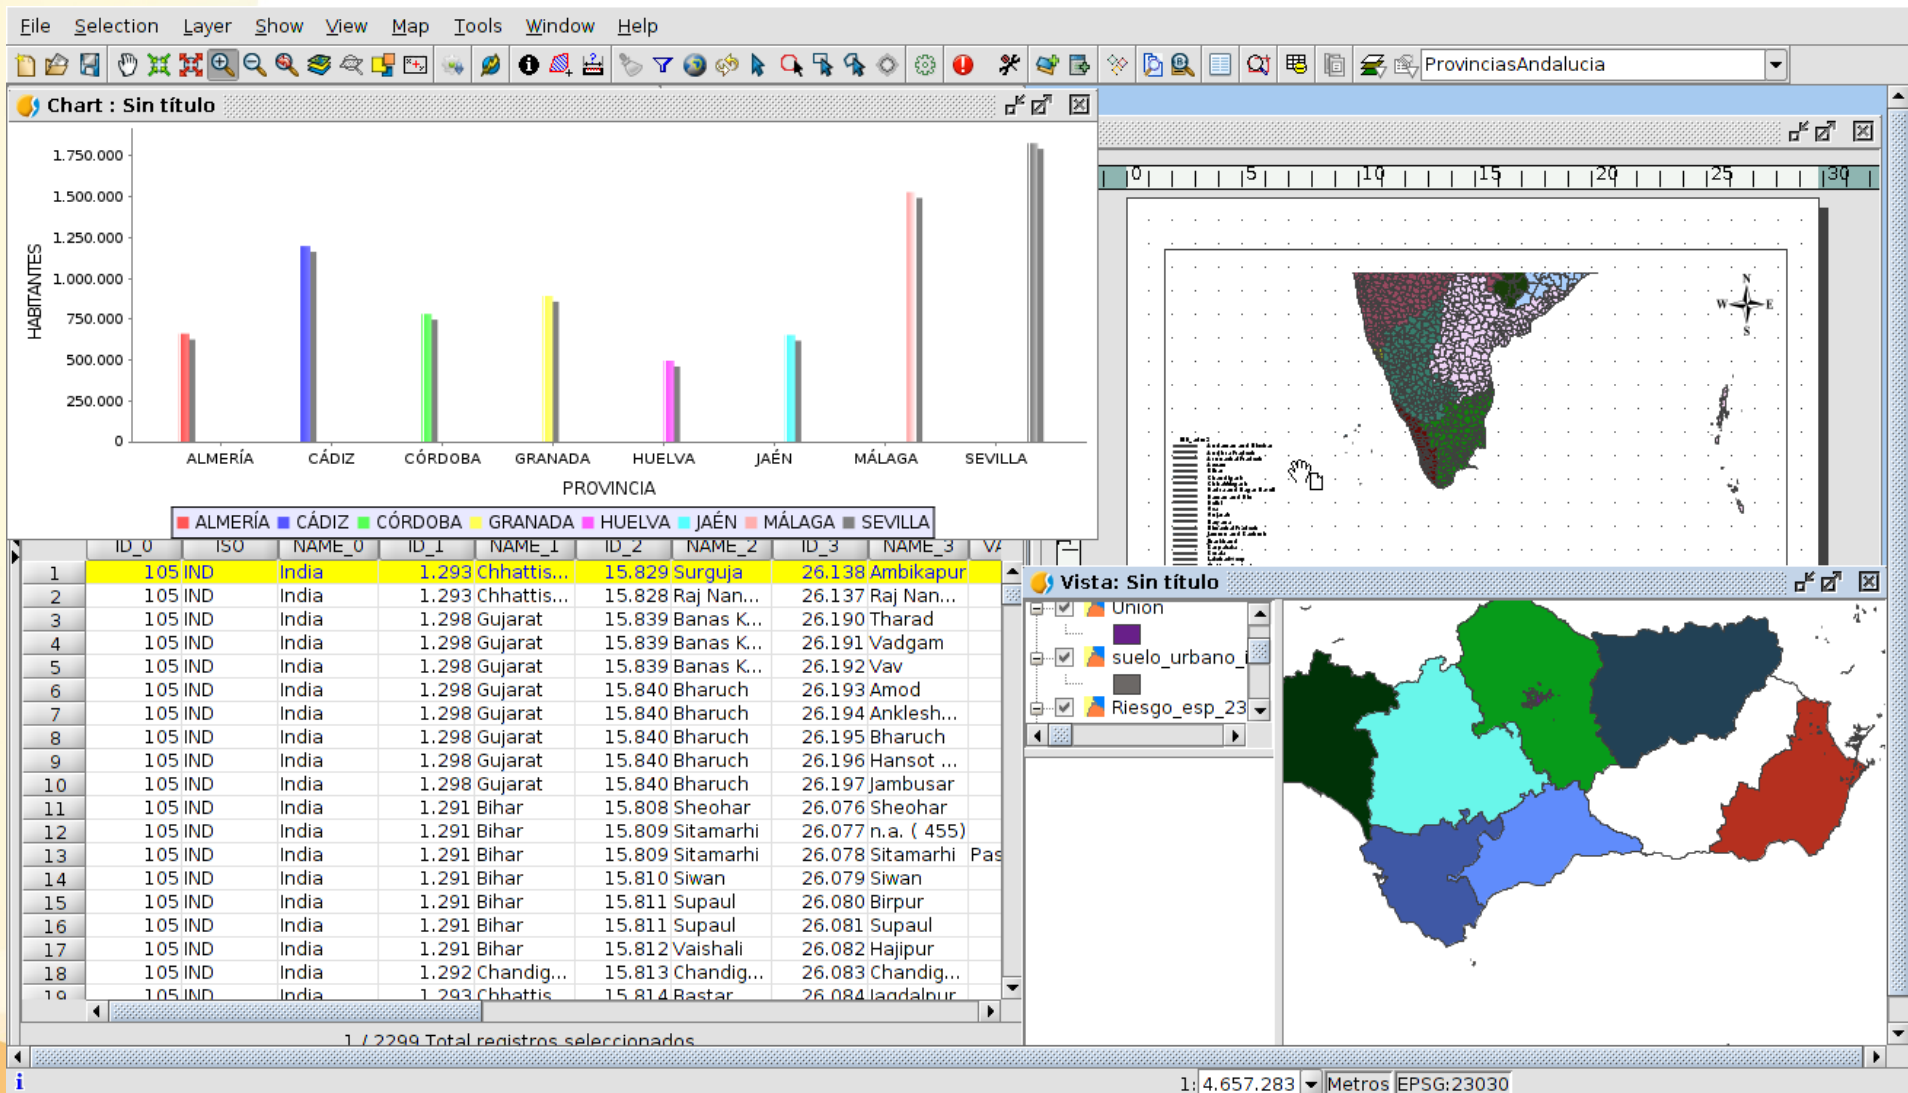 File Selection Layer Show View Map Tools Window Help
ProvinciasAndalucia
Chart : Sin título
1.750.000
1.500.000
1.250.000
1.000.000
750.000
500.000
250.000
0
HABITANTES
ALMERÍA CÁDIZ CÓRDOBA GRANADA HUELVA JAÉN MÁLAGA SEVILLA
PROVINCIA
ALMERÍA CÁDIZ CÓRDOBA GRANADA HUELVA JAÉN MÁLAGA SEVILLA
0 5 10 15 20 25 30
N
W E
S
ID_0 ISO NAME_0 ID_1 NAME_1 ID_2 NAME_2 ID_3 NAME_3 VA
1 105 IND India 1.293 Chhattis... 15.829 Surguja 26.138 Ambikapur
2 105 IND India 1.293 Chhattis... 15.828 Raj Nan... 26.137 Raj Nan...
3 105 IND India 1.298 Gujarat 15.839 Banas K... 26.190 Tharad
4 105 IND India 1.298 Gujarat 15.839 Banas K... 26.191 Vadgam
5 105 IND India 1.298 Gujarat 15.839 Banas K... 26.192 Vav
6 105 IND India 1.298 Gujarat 15.840 Bharuch 26.193 Amod
7 105 IND India 1.298 Gujarat 15.840 Bharuch 26.194 Anklesh...
8 105 IND India 1.298 Gujarat 15.840 Bharuch 26.195 Bharuch
9 105 IND India 1.298 Gujarat 15.840 Bharuch 26.196 Hansot ...
10 105 IND India 1.298 Gujarat 15.840 Bharuch 26.197 Jambusar
11 105 IND India 1.291 Bihar 15.808 Sheohar 26.076 Sheohar
12 105 IND India 1.291 Bihar 15.809 Sitamarhi 26.077 n.a. ( 455)
13 105 IND India 1.291 Bihar 15.809 Sitamarhi 26.078 Sitamarhi Pas
14 105 IND India 1.291 Bihar 15.810 Siwan 26.079 Siwan
15 105 IND India 1.291 Bihar 15.811 Supaul 26.080 Birpur
16 105 IND India 1.291 Bihar 15.811 Supaul 26.081 Supaul
17 105 IND India 1.291 Bihar 15.812 Vaishali 26.082 Hajipur
18 105 IND India 1.292 Chandig... 15.813 Chandig... 26.083 Chandig...
19 105 IND India 1.293 Chhattis 15.814 Bastar 26.084 Jagdalpur
1 / 2299 Total registros seleccionados
Vista: Sin título
Union
suelo_urbano_i
Riesgo_esp_23
1: 4.657.283 Metros EPSG:23030